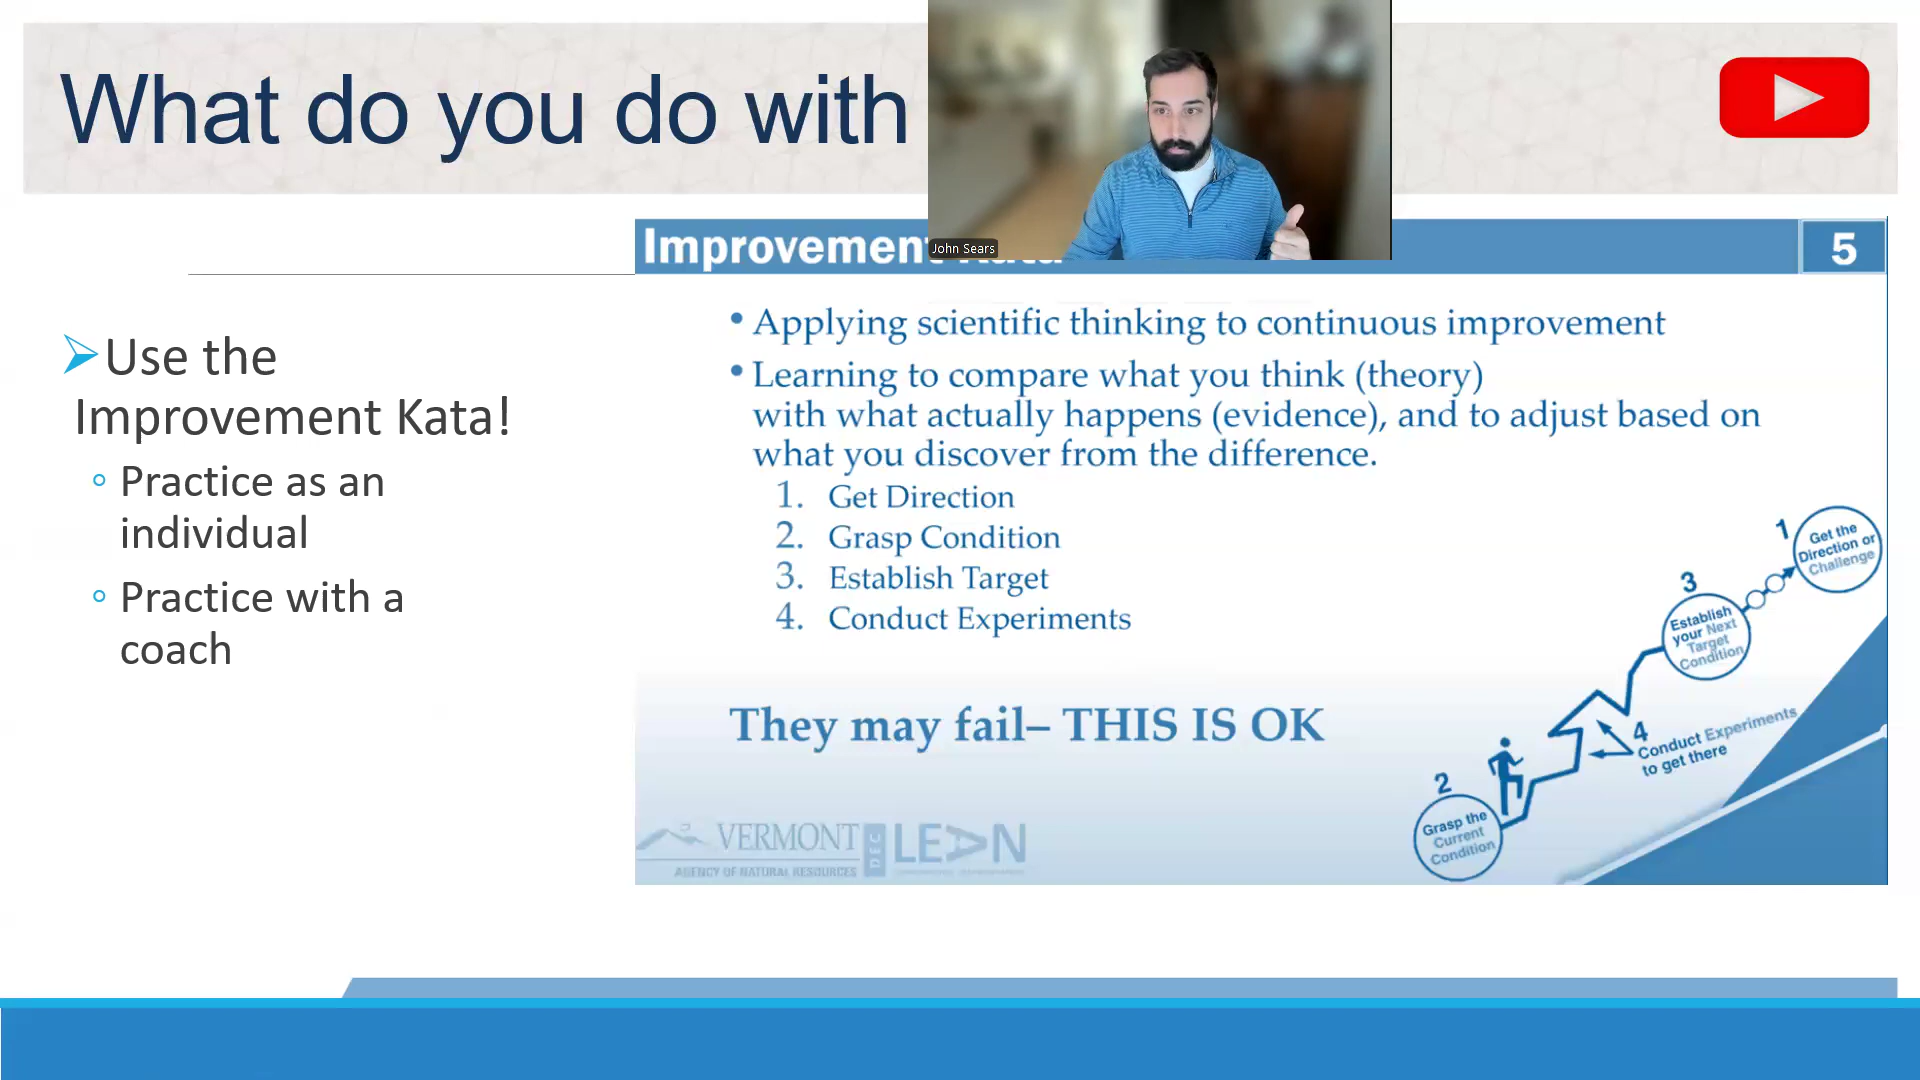 What do you do with
John Sears
Improvement Kata
5
➢Use the
Improvement Kata!
◦ Practice as an
individual
◦ Practice with a
coach
• Applying scientific thinking to continuous improvement
• Learning to compare what you think (theory)
with what actually happens (evidence), and to adjust based on
what you discover from the difference.
1. Get Direction
2. Grasp Condition
3. Establish Target
4. Conduct Experiments
They may fail– THIS IS OK
1
Get the
Direction or
Challenge
3
Establish
your Next
Target
Condition
4
Conduct Experiments
to get there
2
Grasp the
Current
Condition
VERMONT
DEC
LEAN
AGENCY OF NATURAL RESOURCES